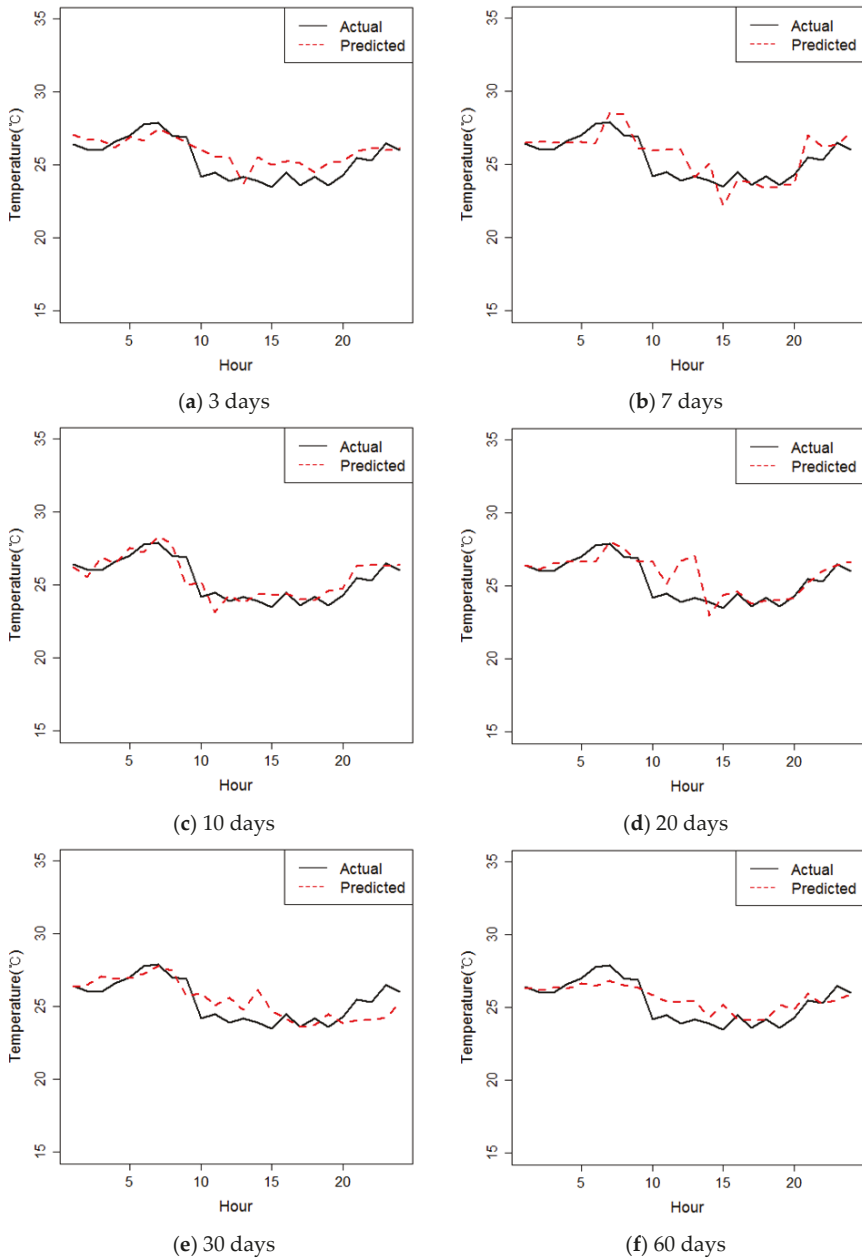 35
30
25
20
15
Temperature(℃)
Actual
Predicted
5
10
15
20
Hour
(a) 3 days
35
30
25
20
15
Temperature(℃)
Actual
Predicted
5
10
15
20
Hour
(b) 7 days
35
30
25
20
15
Temperature(℃)
Actual
Predicted
5
10
15
20
Hour
(c) 10 days
35
30
25
20
15
Temperature(℃)
Actual
Predicted
5
10
15
20
Hour
(d) 20 days
35
30
25
20
15
Temperature(℃)
Actual
Predicted
5
10
15
20
Hour
(e) 30 days
35
30
25
20
15
Temperature(℃)
Actual
Predicted
5
10
15
20
Hour
(f) 60 days